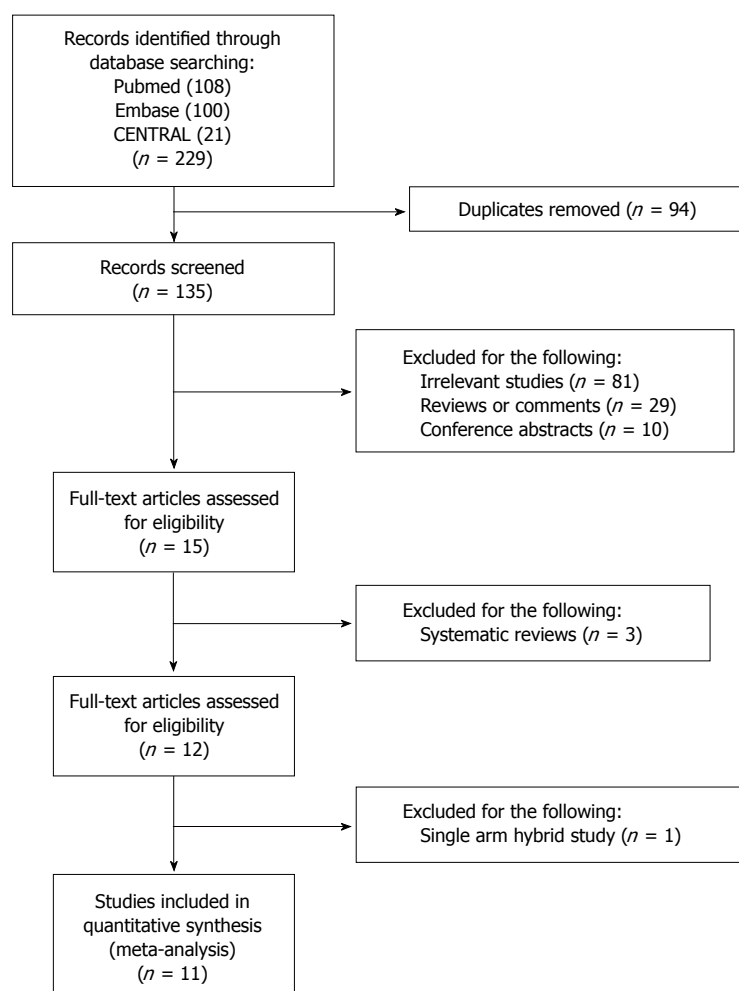 Records identified through
database searching:
Pubmed (108)
Embase (100)
CENTRAL (21)
(n = 229)
Duplicates removed (n = 94)
Records screened
(n = 135)
Excluded for the following:
Irrelevant studies (n = 81)
Reviews or comments (n = 29)
Conference abstracts (n = 10)
Full-text articles assessed
for eligibility
(n = 15)
Excluded for the following:
Systematic reviews (n = 3)
Full-text articles assessed
for eligibility
(n = 12)
Excluded for the following:
Single arm hybrid study (n = 1)
Studies included in
quantitative synthesis
(meta-analysis)
(n = 11)